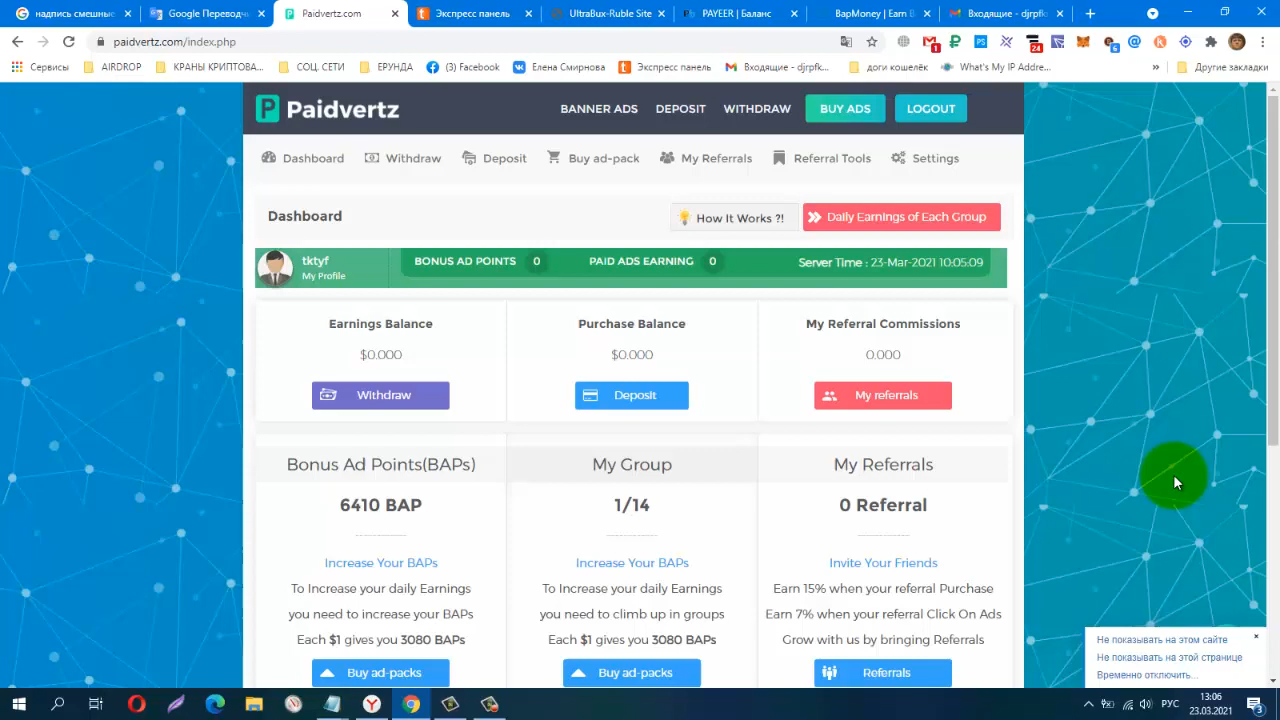 надпись смешные
Google Переводч
Paidvertz.com
Экспресс панель
UltraBux-Ruble Site
PAYEER | Баланс
BapMoney | Earn B
Входящие - djrpfk
paidvertz.com/index.php
Сервисы
AIRDROP
КРАНЫ КРИПТОВА...
СОЦ. СЕТИ
ЕРУНДА
(3) Facebook
Елена Смирнова
Экспресс панель
Входящие - djrpfk...
доги кошелёк
What's My IP Addre...
»
Другие закладки
Paidvertz
BANNER ADS DEPOSIT WITHDRAW BUY ADS LOGOUT
Dashboard Withdraw Deposit Buy ad-pack My Referrals Referral Tools Settings
Dashboard
How It Works ?!
Daily Earnings of Each Group
tktyf
My Profile
BONUS AD POINTS 0 PAID ADS EARNING 0 Server Time : 23-Mar-2021 10:05:09
Earnings Balance
$0.000
Withdraw
Purchase Balance
$0.000
Deposit
My Referral Commissions
0.000
My referrals
Bonus Ad Points(BAPs)
6410 BAP
Increase Your BAPs
To Increase your daily Earnings
you need to increase your BAPs
Each $1 gives you 3080 BAPs
Buy ad-packs
My Group
1/14
Increase Your BAPs
To Increase your daily Earnings
you need to climb up in groups
Each $1 gives you 3080 BAPs
Buy ad-packs
My Referrals
0 Referral
Invite Your Friends
Earn 15% when your referral Purchase
Earn 7% when your referral Click On Ads
Grow with us by bringing Referrals
Referrals
Не показывать на этом сайте
Не показывать на этой странице
Временно отключить...
РУС
13:06
23.03.2021